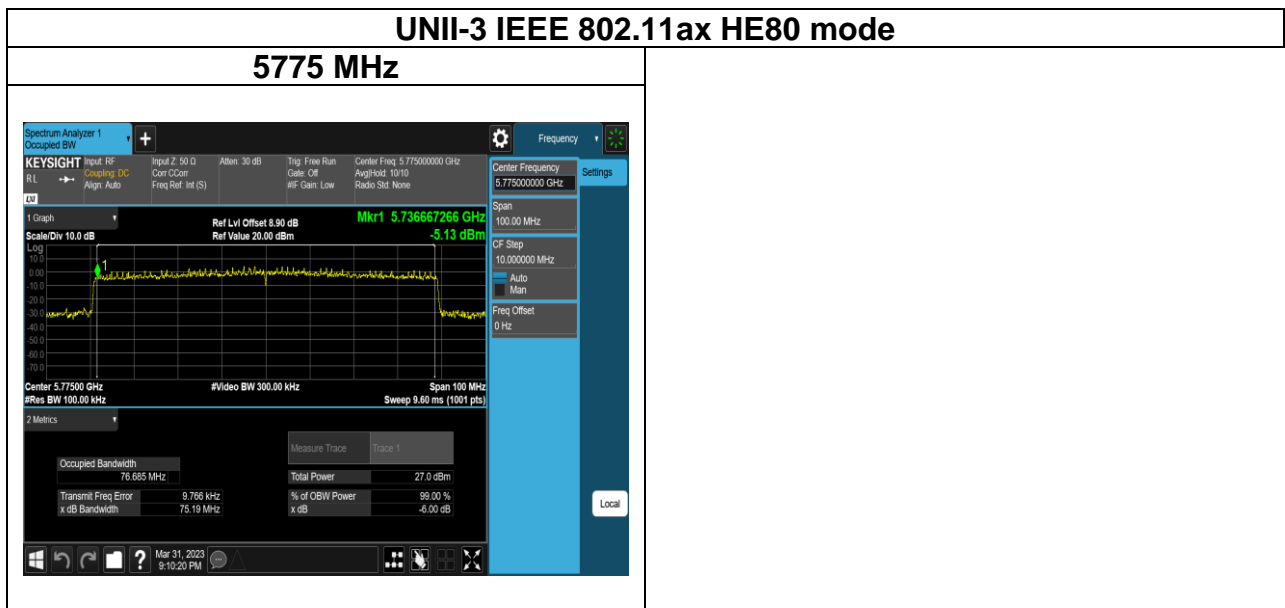 UNII-3 IEEE 802.11ax HE80 mode
5775 MHz
Spectrum Analyzer 1
Occupied BW
+
Frequency
KEYSIGHT
RL
LXI
Input: RF
Coupling: DC
Align: Auto
Input Z: 50 Ω
Corr CCorr
Freq Ref: Int (S)
Atten: 30 dB
Trig: Free Run
Gate: Off
#IF Gain: Low
Center Freq: 5.775000000 GHz
Avg|Hold: 10/10
Radio Std: None
Center Frequency
5.775000000 GHz
Settings
Span
100.00 MHz
CF Step
10.000000 MHz
Auto
Man
Freq Offset
0 Hz
Local
1 Graph
Scale/Div 10.0 dB
Ref Lvl Offset 8.90 dB
Ref Value 20.00 dBm
Mkr1 5.736667266 GHz
-5.13 dBm
Log
10.0
0.00
-10.0
-20.0
-30.0
-40.0
-50.0
-60.0
-70.0
1
Center 5.77500 GHz
#Video BW 300.00 kHz
Span 100 MHz
#Res BW 100.00 kHz
Sweep 9.60 ms (1001 pts)
2 Metrics
Measure Trace Trace 1
Occupied Bandwidth
76.685 MHz
Total Power 27.0 dBm
Transmit Freq Error 9.766 kHz
% of OBW Power 99.00 %
x dB Bandwidth 75.19 MHz
x dB -6.00 dB
?
Mar 31, 2023
9:10:20 PM